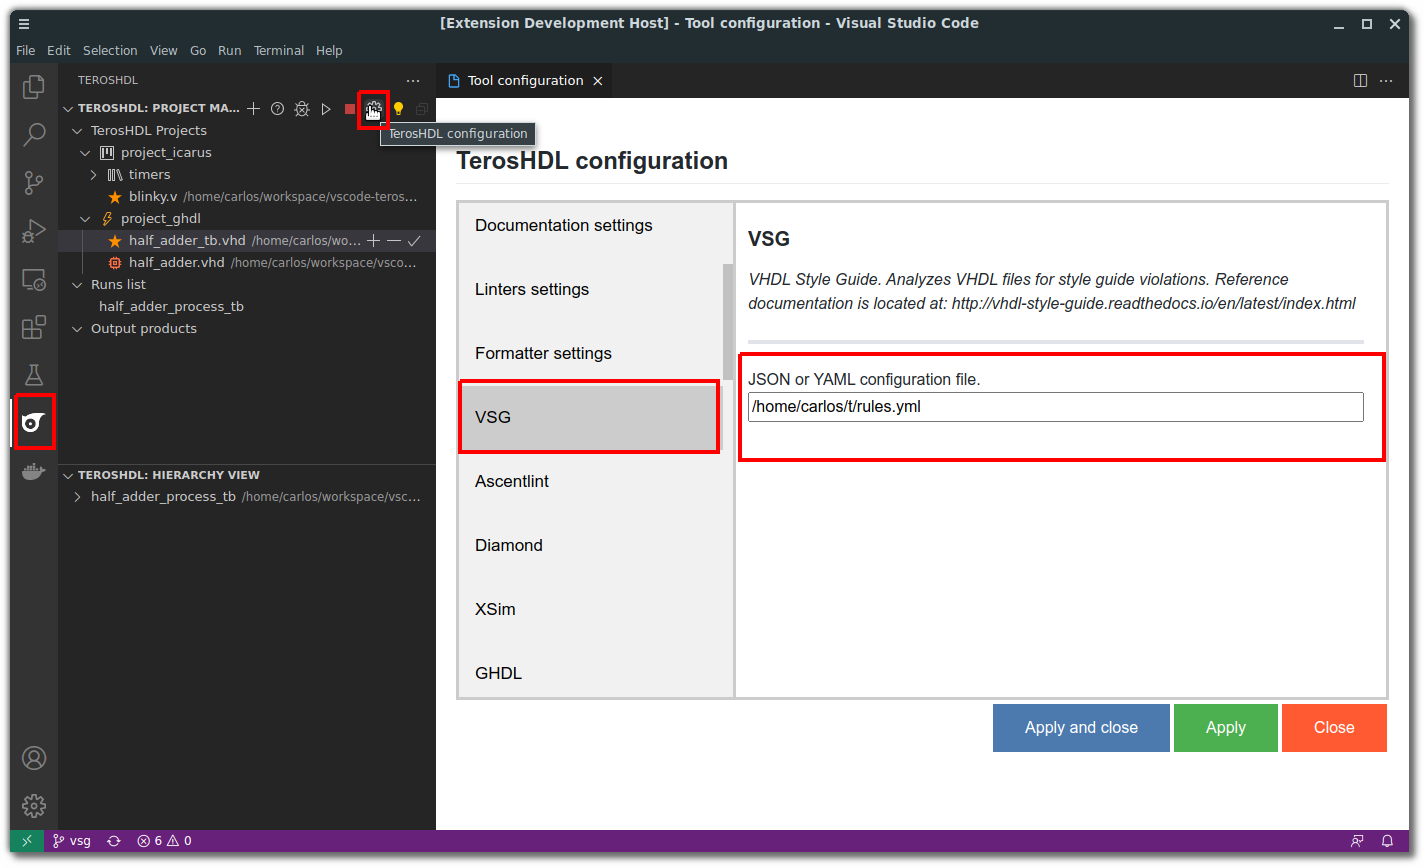 [Extension Development Host] - Tool configuration - Visual Studio Code
File Edit Selection View Go Run Terminal Help
TEROSHDL
Tool configuration
TEROSHDL: PROJECT MA...
TerosHDL configuration
TerosHDL Projects
project_icarus
timers
blinky.v /home/carlos/workspace/vscode-teros...
project_ghdl
half_adder_tb.vhd /home/carlos/wo...
half_adder.vhd /home/carlos/workspace/vsco...
Runs list
half_adder_process_tb
Output products
TEROSHDL: HIERARCHY VIEW
half_adder_process_tb /home/carlos/workspace/vsc...
TerosHDL configuration
Documentation settings
Linters settings
Formatter settings
VSG
Ascentlint
Diamond
XSim
GHDL
VSG
VHDL Style Guide. Analyzes VHDL files for style guide violations. Reference
documentation is located at: http://vhdl-style-guide.readthedocs.io/en/latest/index.html
JSON or YAML configuration file.
/home/carlos/t/rules.yml
Apply and close
Apply
Close
vsg 6 0